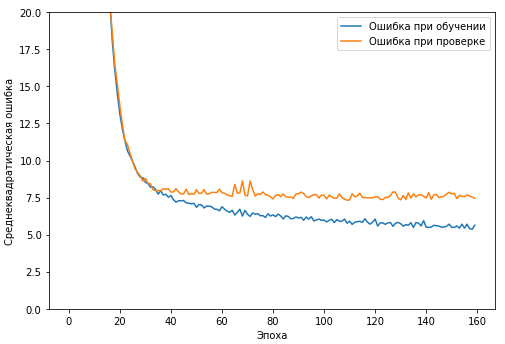 20.0
17.5
15.0
12.5
10.0
7.5
5.0
2.5
0.0
Среднеквадратическая ошибка
Ошибка при обучении
Ошибка при проверке
0 20 40 60 80 100 120 140 160
Эпоха